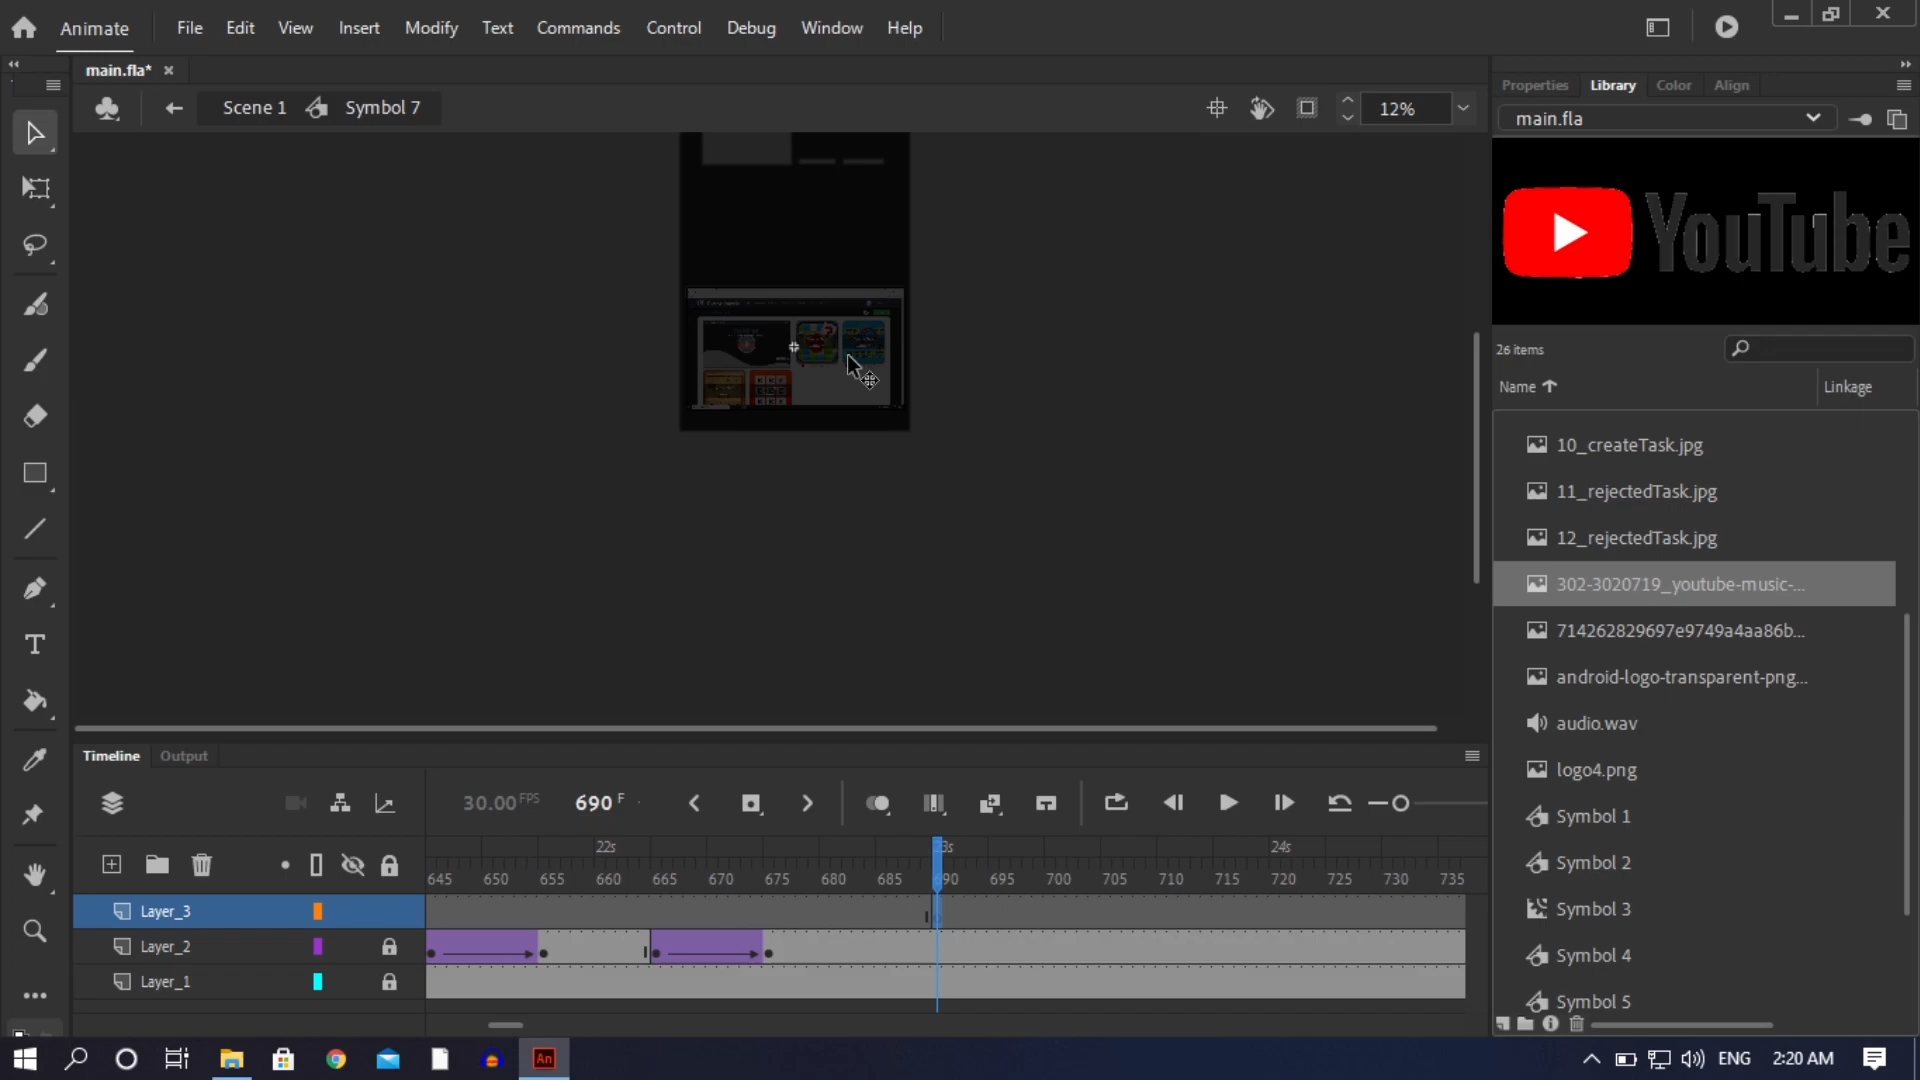 Animate
File
Edit
View
Insert
Modify
Text
Commands
Control
Debug
Window
Help
main.fla*
Scene 1
Symbol 7
12%
Properties
Library
Color
Align
main.fla
YouTube
26 items
Name
Linkage
10_createTask.jpg
11_rejectedTask.jpg
12_rejectedTask.jpg
302-3020719_youtube-music-...
714262829697e9749a4aa86b...
android-logo-transparent-png...
audio.wav
logo4.png
Symbol 1
Symbol 2
Symbol 3
Symbol 4
Symbol 5
Timeline
Output
30.00 FPS
690 F
22s
23s
24s
645 650 655 660 665 670 675 680 685 690 695 700 705 710 715 720 725 730 735
Layer_3
Layer_2
Layer_1
An
ENG
2:20 AM